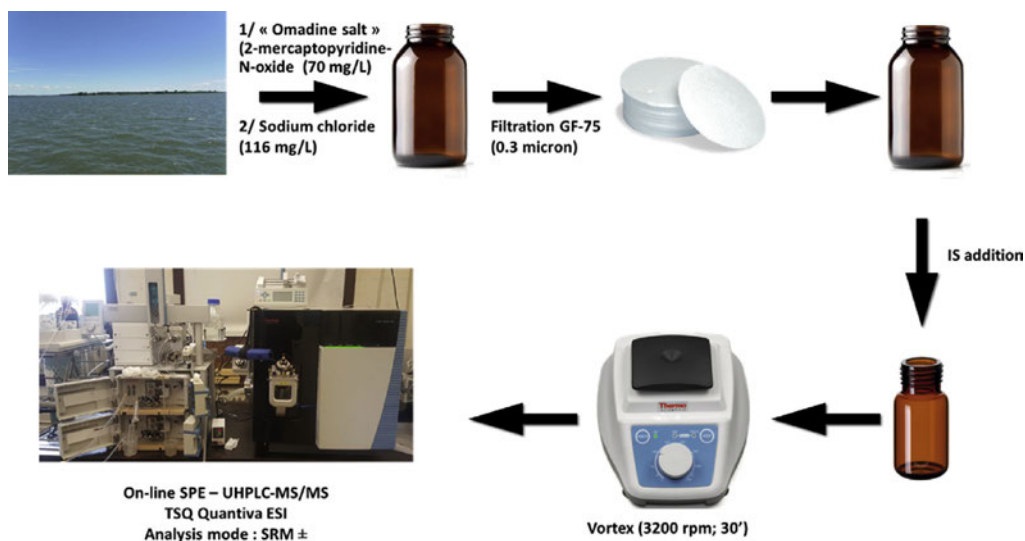 1/ « Omadine salt »
(2-mercaptopyridine-
N-oxide (70 mg/L)
2/ Sodium chloride
(116 mg/L)
Filtration GF-75
(0.3 micron)
IS addition
Thermo
Vortex (3200 rpm; 30’)
On-line SPE – UHPLC-MS/MS
TSQ Quantiva ESI
Analysis mode : SRM ±